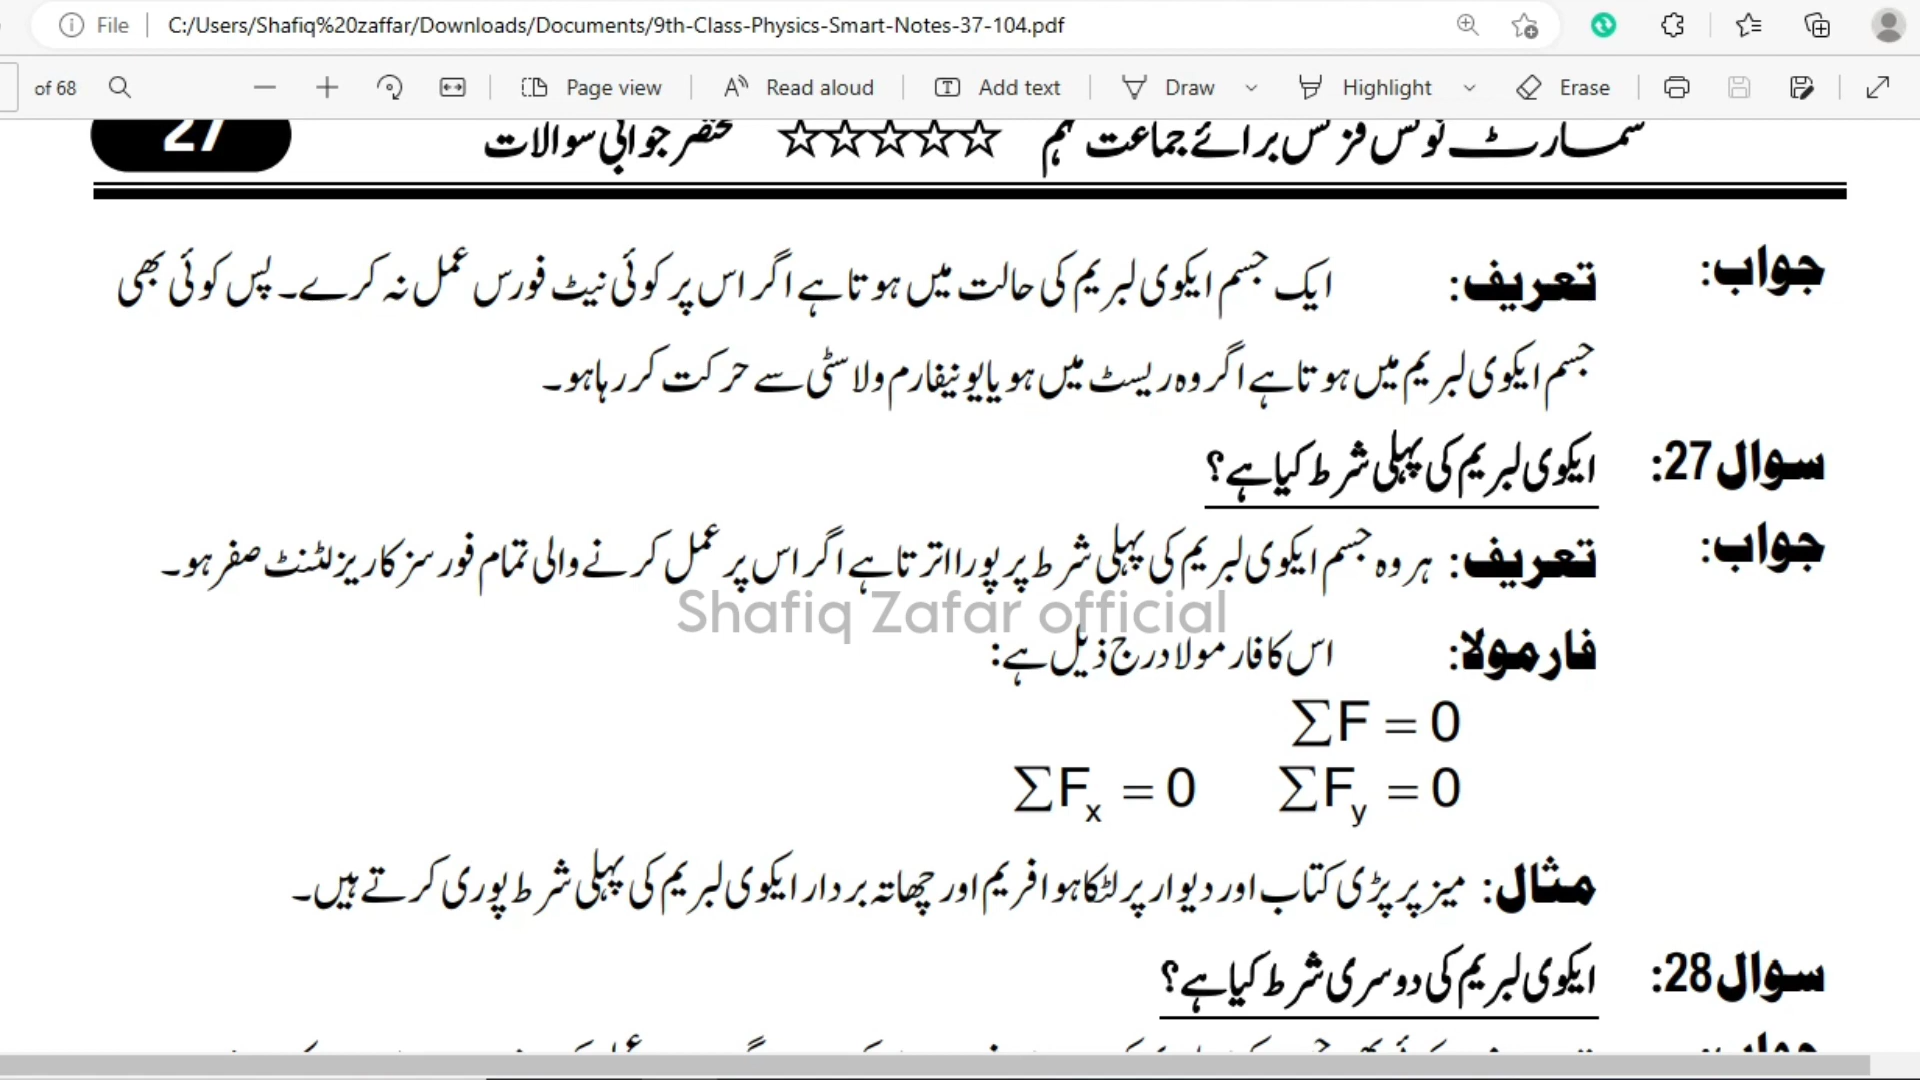 File C:/Users/Shafiq%20zaffar/Downloads/Documents/9th-Class-Physics-Smart-Notes-37-104.pdf
of 68 Page view Read aloud Add text Draw Highlight Erase
سمارٹ نوٹس فزکس برائے جماعت نہم ☆☆☆☆☆ مختصر جوابی سوالات 27
جواب: تعریف: ایک جسم ایکوی لبریم کی حالت میں ہوتا ہے اگر اس پر کوئی نیٹ فورس عمل نہ کرے۔ پس کوئی بھی
جسم ایکوی لبریم میں ہوتا ہے اگر وہ ریسٹ میں ہو یا یونیفارم ولاسٹی سے حرکت کر رہا ہو۔
سوال 27: ایکوی لبریم کی پہلی شرط کیا ہے؟
جواب: تعریف: ہر وہ جسم ایکوی لبریم کی پہلی شرط پر پورا اترتا ہے اگر اس پر عمل کرنے والی تمام فورسز کا ریزلٹنٹ صفر ہو۔
Shafiq Zafar official
فارمولا: اس کا فارمولا درج ذیل ہے:
∑F = 0
∑Fx = 0 ∑Fy = 0
مثال: میز پر پڑی کتاب اور دیوار پر لٹکا ہوا فریم اور چھاتہ بردار ایکوی لبریم کی پہلی شرط پوری کرتے ہیں۔
سوال 28: ایکوی لبریم کی دوسری شرط کیا ہے؟